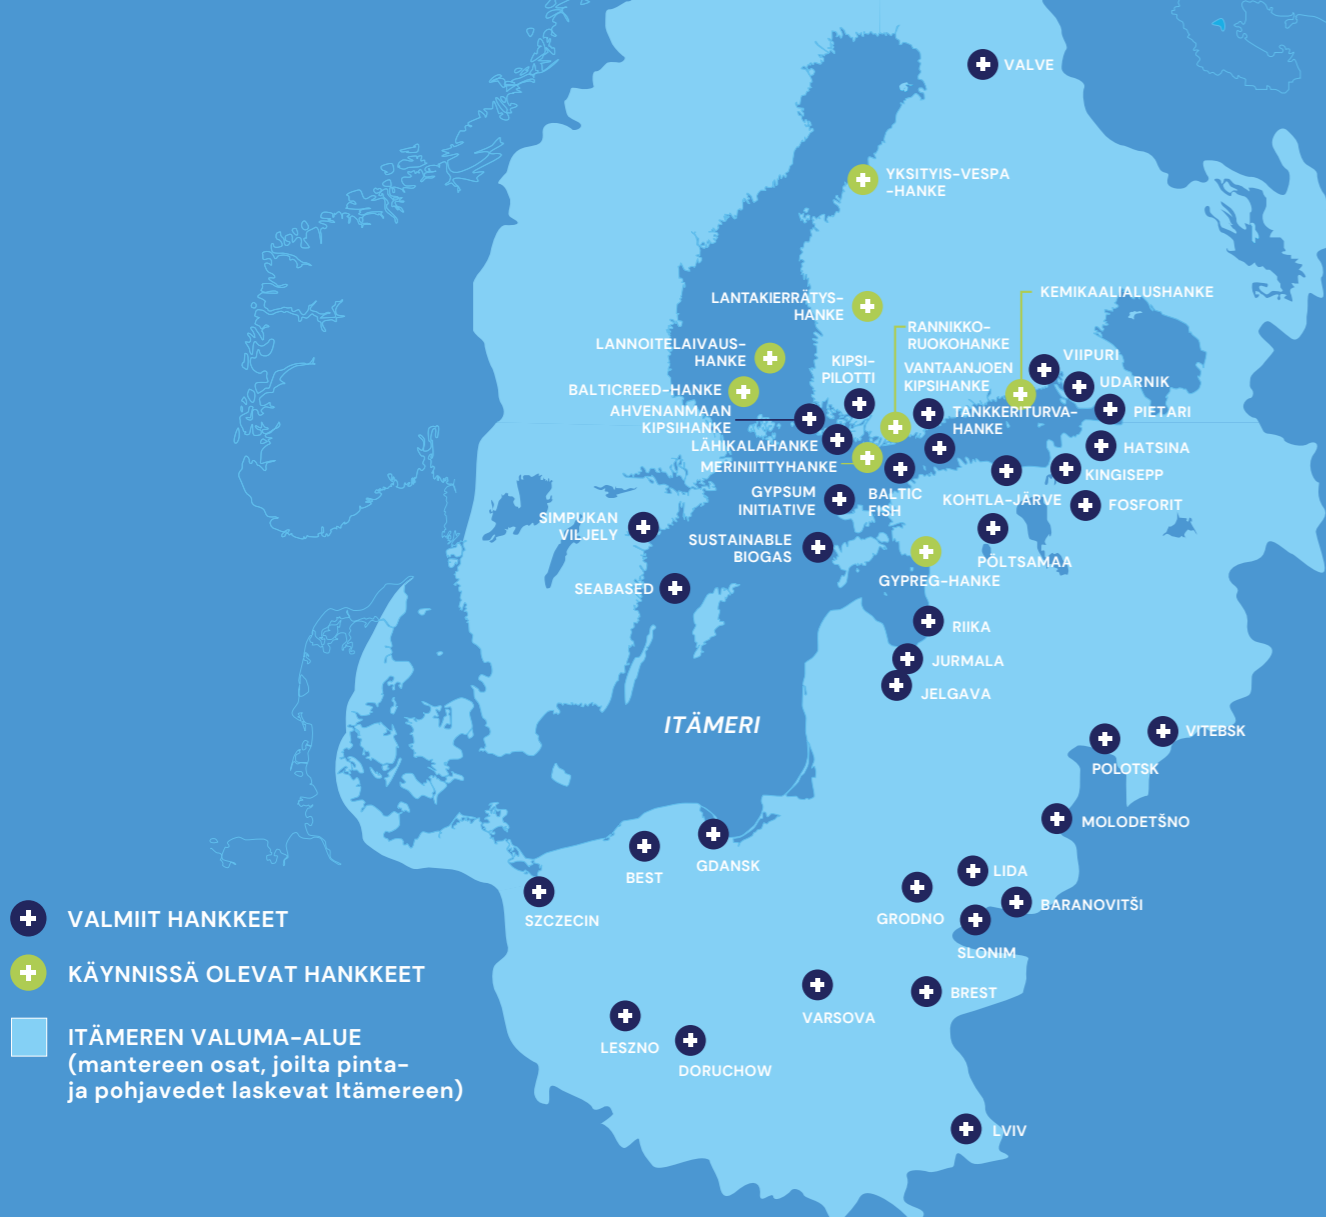 VALVE
YKSITYIS-VESPA
-HANKE
LANTAKIERRÄTYS-
HANKE
KEMIKAALIALUSHANKE
RANNIKKO-
RUOKOHANKE
LANNOITELAIVAUS-
HANKE
KIPSI-
PILOTTI
VANTAANJOEN
KIPSIHANKE
VIIPURI
UDARNIK
BALTICREED-HANKE
AHVENANMAAN
KIPSIHANKE
TANKKERITURVA-
HANKE
PIETARI
LÄHIKALAHANKE
HATSINA
MERINIITTYHANKE
KINGISEPP
GYPSUM
INITIATIVE
BALTIC
FISH
KOHTLA-JÄRVE
FOSFORIT
SIMPUKAN
VILJELY
SUSTAINABLE
BIOGAS
PÕLTSAMAA
GYPREG-HANKE
SEABASED
RIIKA
JURMALA
JELGAVA
ITÄMERI
VITEBSK
POLOTSK
MOLODETŠNO
GDANSK
BEST
LIDA
BARANOVITŠI
GRODNO
SZCZECIN
SLONIM
BREST
VARSOVA
LESZNO
DORUCHOW
LVIV
VALMIIT HANKKEET
KÄYNNISSÄ OLEVAT HANKKEET
ITÄMEREN VALUMA-ALUE
(mantereen osat, joilta pinta-
ja pohjavedet laskevat Itämereen)